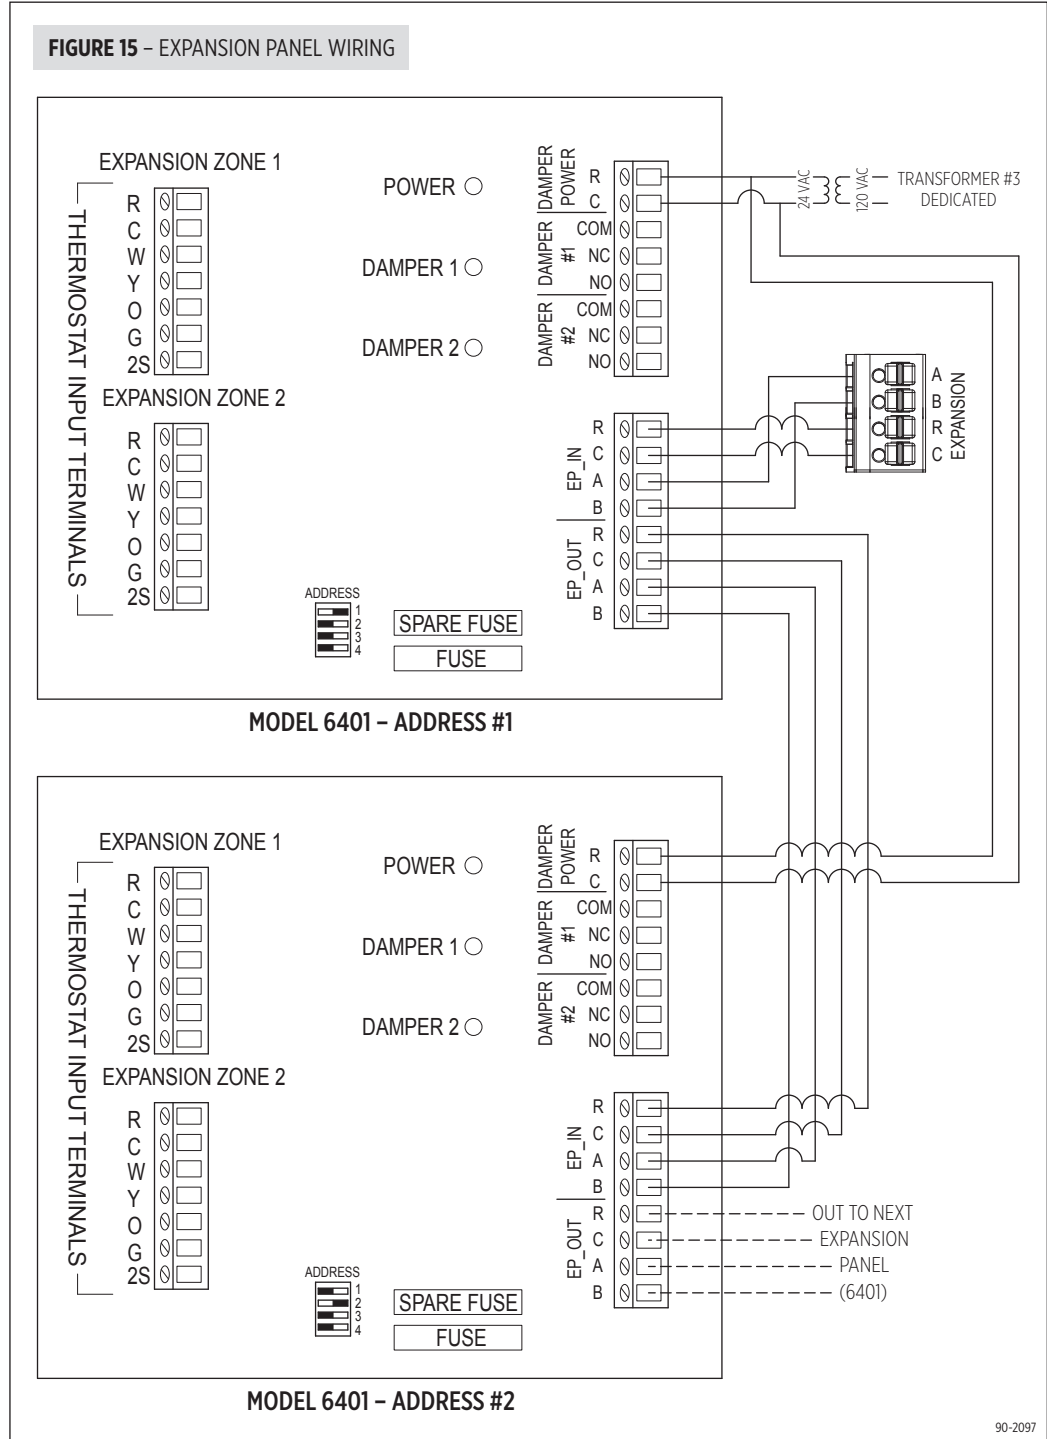 FIGURE 15 – EXPANSION PANEL WIRING
THERMOSTAT INPUT TERMINALS
EXPANSION ZONE 1
R
C
W
Y
O
G
2S
EXPANSION ZONE 2
R
C
W
Y
O
G
2S
POWER
DAMPER 1
DAMPER 2
ADDRESS
1
2
3
4
SPARE FUSE
FUSE
DAMPER
POWER
R
C
DAMPER
#1
COM
NC
NO
DAMPER
#2
COM
NC
NO
EP_IN
R
C
A
B
EP_OUT
R
C
A
B
24 VAC
120 VAC
TRANSFORMER #3
DEDICATED
A
B
R
C
EXPANSION
MODEL 6401 – ADDRESS #1
THERMOSTAT INPUT TERMINALS
EXPANSION ZONE 1
R
C
W
Y
O
G
2S
EXPANSION ZONE 2
R
C
W
Y
O
G
2S
POWER
DAMPER 1
DAMPER 2
ADDRESS
1
2
3
4
SPARE FUSE
FUSE
DAMPER
POWER
R
C
DAMPER
#1
COM
NC
NO
DAMPER
#2
COM
NC
NO
EP_IN
R
C
A
B
EP_OUT
R
C
A
B
OUT TO NEXT
EXPANSION
PANEL
(6401)
MODEL 6401 – ADDRESS #2
90-2097